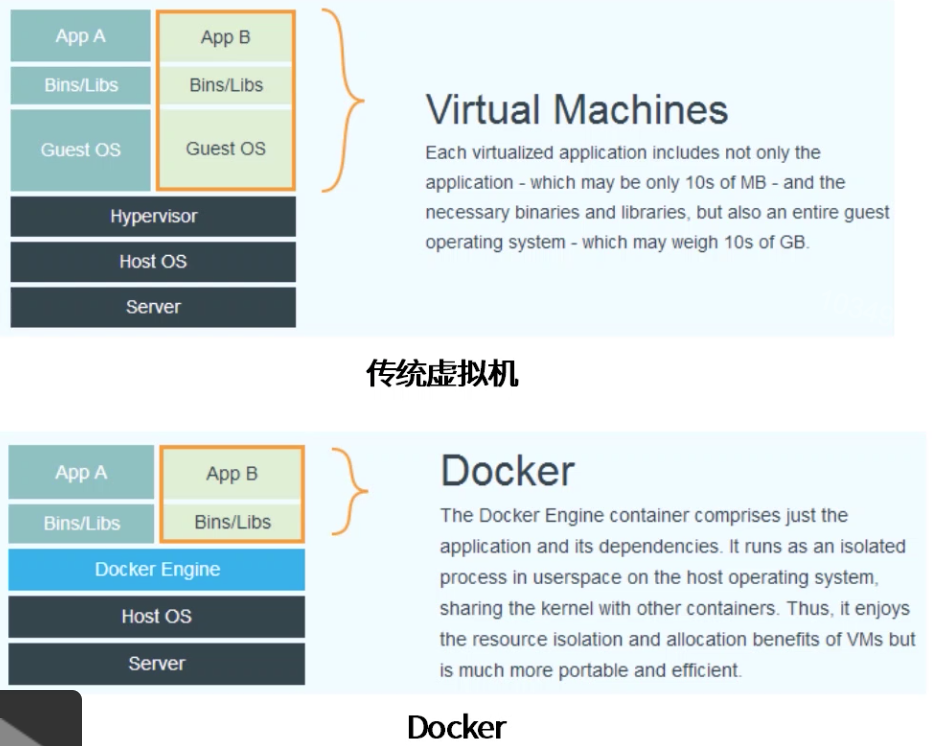 App A
App B
Bins/Libs
Bins/Libs
Guest OS
Guest OS
Hypervisor
Host OS
Server
Virtual Machines
Each virtualized application includes not only the
application - which may be only 10s of MB - and the
necessary binaries and libraries, but also an entire guest
operating system - which may weigh 10s of GB.
传统虚拟机
App A
App B
Bins/Libs
Bins/Libs
Docker Engine
Host OS
Server
Docker
The Docker Engine container comprises just the
application and its dependencies. It runs as an isolated
process in userspace on the host operating system,
sharing the kernel with other containers. Thus, it enjoys
the resource isolation and allocation benefits of VMs but
is much more portable and efficient.
Docker